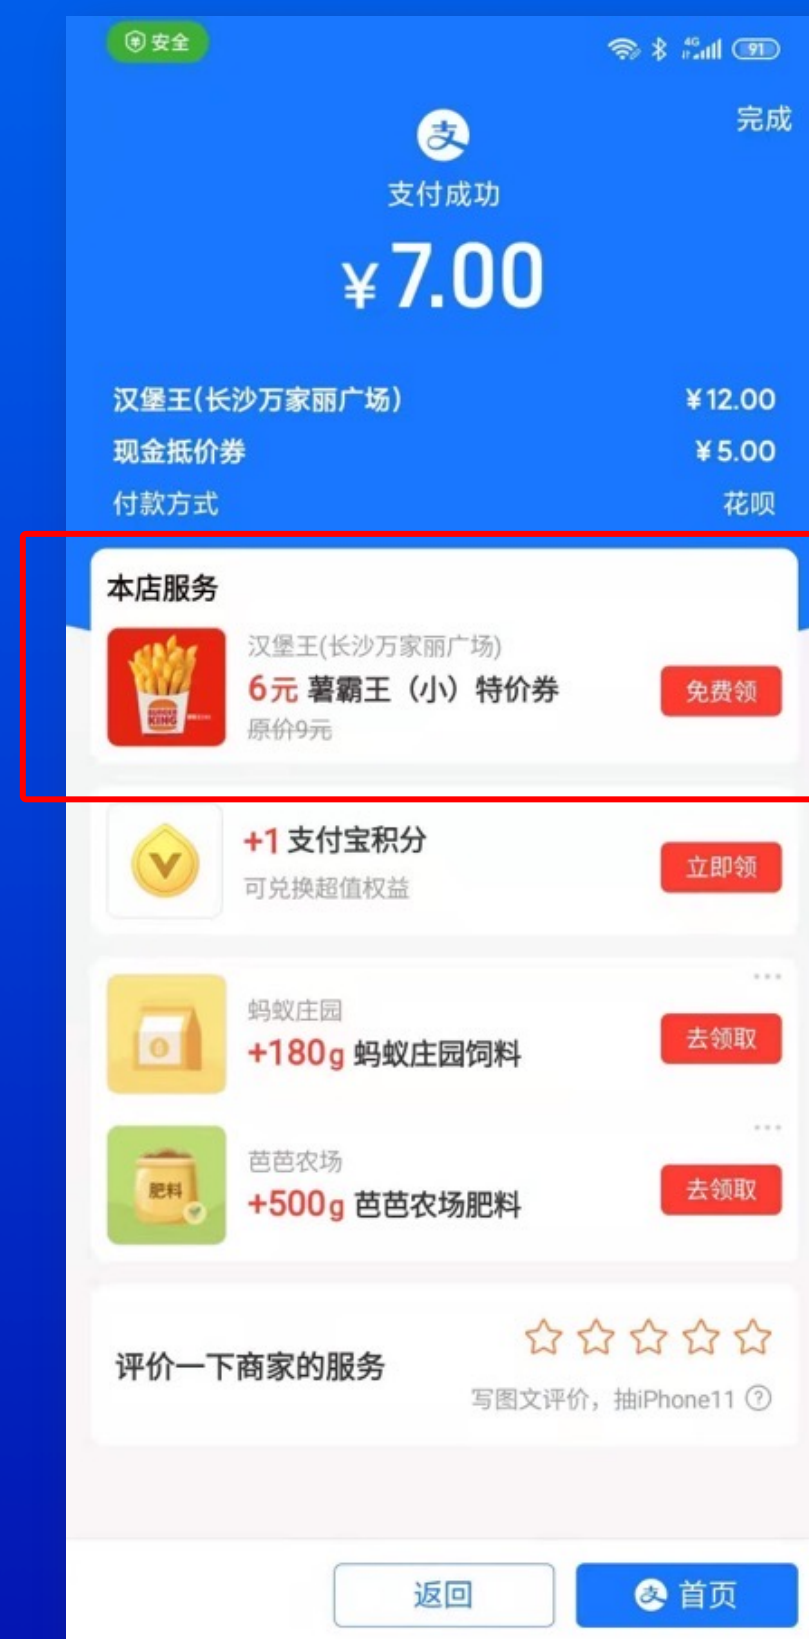 安全
4G
91
完成
支
支付成功
¥7.00
汉堡王(长沙万家丽广场) ¥12.00
现金抵价券 ¥5.00
付款方式 花呗
本店服务
汉堡王(长沙万家丽广场)
6元 薯霸王（小）特价券
免费领
原价9元
BURGER
KING
+1 支付宝积分
可兑换超值权益
立即领
蚂蚁庄园
+180g 蚂蚁庄园饲料
去领取
芭芭农场
+500g 芭芭农场肥料
去领取
肥料
评价一下商家的服务
写图文评价，抽iPhone11 ?
返回
支 首页